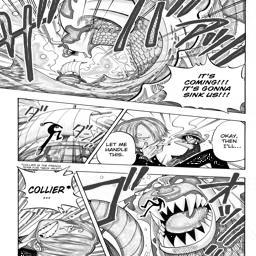 IT'S
COMING!!!
IT'S GONNA
SINK US!!!
OKAY,
THEN
I'LL...
LET ME
HANDLE
THIS.
COLLIER*
...